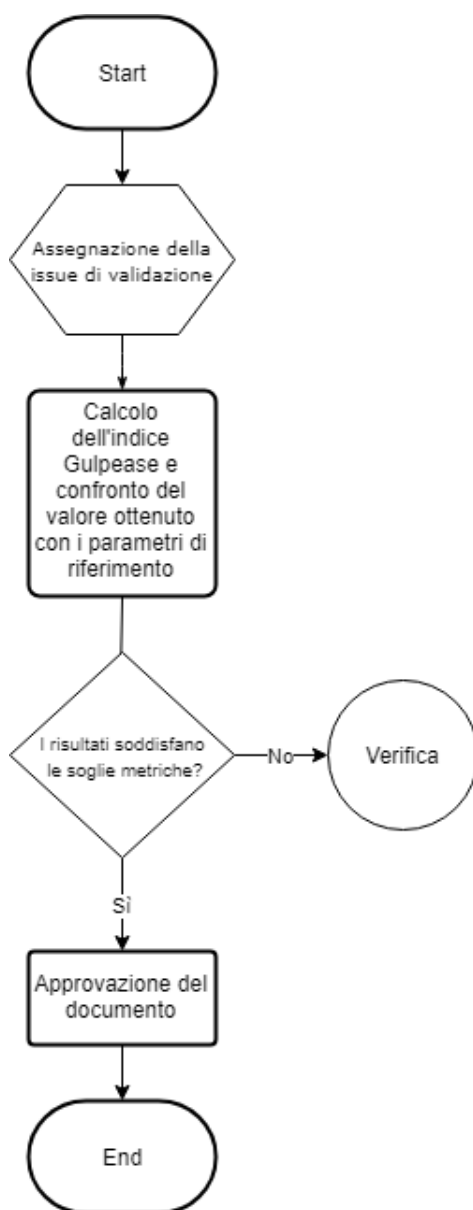 Start
Assegnazione della
issue di validazione
Calcolo
dell'indice
Gulpease e
confronto del
valore ottenuto
con i parametri di
riferimento
I risultati soddisfano
le soglie metriche?
No
Verifica
Sì
Approvazione del
documento
End